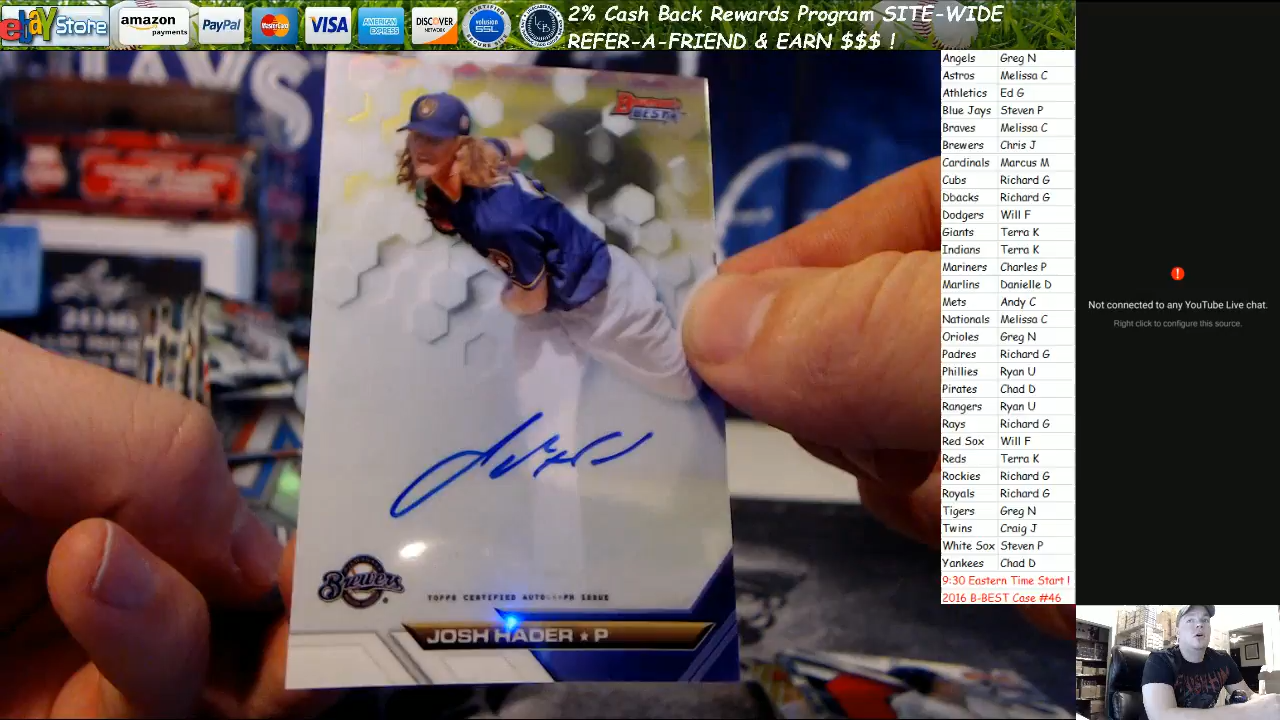 ebay Store
amazon
payments
PayPal
MasterCard
VISA
AMERICAN EXPRESS
DISCOVER
NETWORK
volusion
SSL
2% Cash Back Rewards Program SITE-WIDE
REFER-A-FRIEND & EARN $$$ !
Angels Greg N
Astros Melissa C
Athletics Ed G
Blue Jays Steven P
Braves Melissa C
Brewers Chris J
Cardinals Marcus M
Cubs Richard G
Dbacks Richard G
Dodgers Will F
Giants Terra K
Indians Terra K
Mariners Charles P
Marlins Danielle D
Mets Andy C
Nationals Melissa C
Orioles Greg N
Padres Richard G
Phillies Ryan U
Pirates Chad D
Rangers Ryan U
Rays Richard G
Red Sox Will F
Reds Terra K
Rockies Richard G
Royals Richard G
Tigers Greg N
Twins Craig J
White Sox Steven P
Yankees Chad D
9:30 Eastern Time Start !
2016 B-BEST Case #46
Bowman's
BEST
Brewers
TOPPS CERTIFIED AUTOGRAPH ISSUE
JOSH HADER ★ P
Leaf
2016
!
Not connected to any YouTube Live chat.
Right click to configure this source.